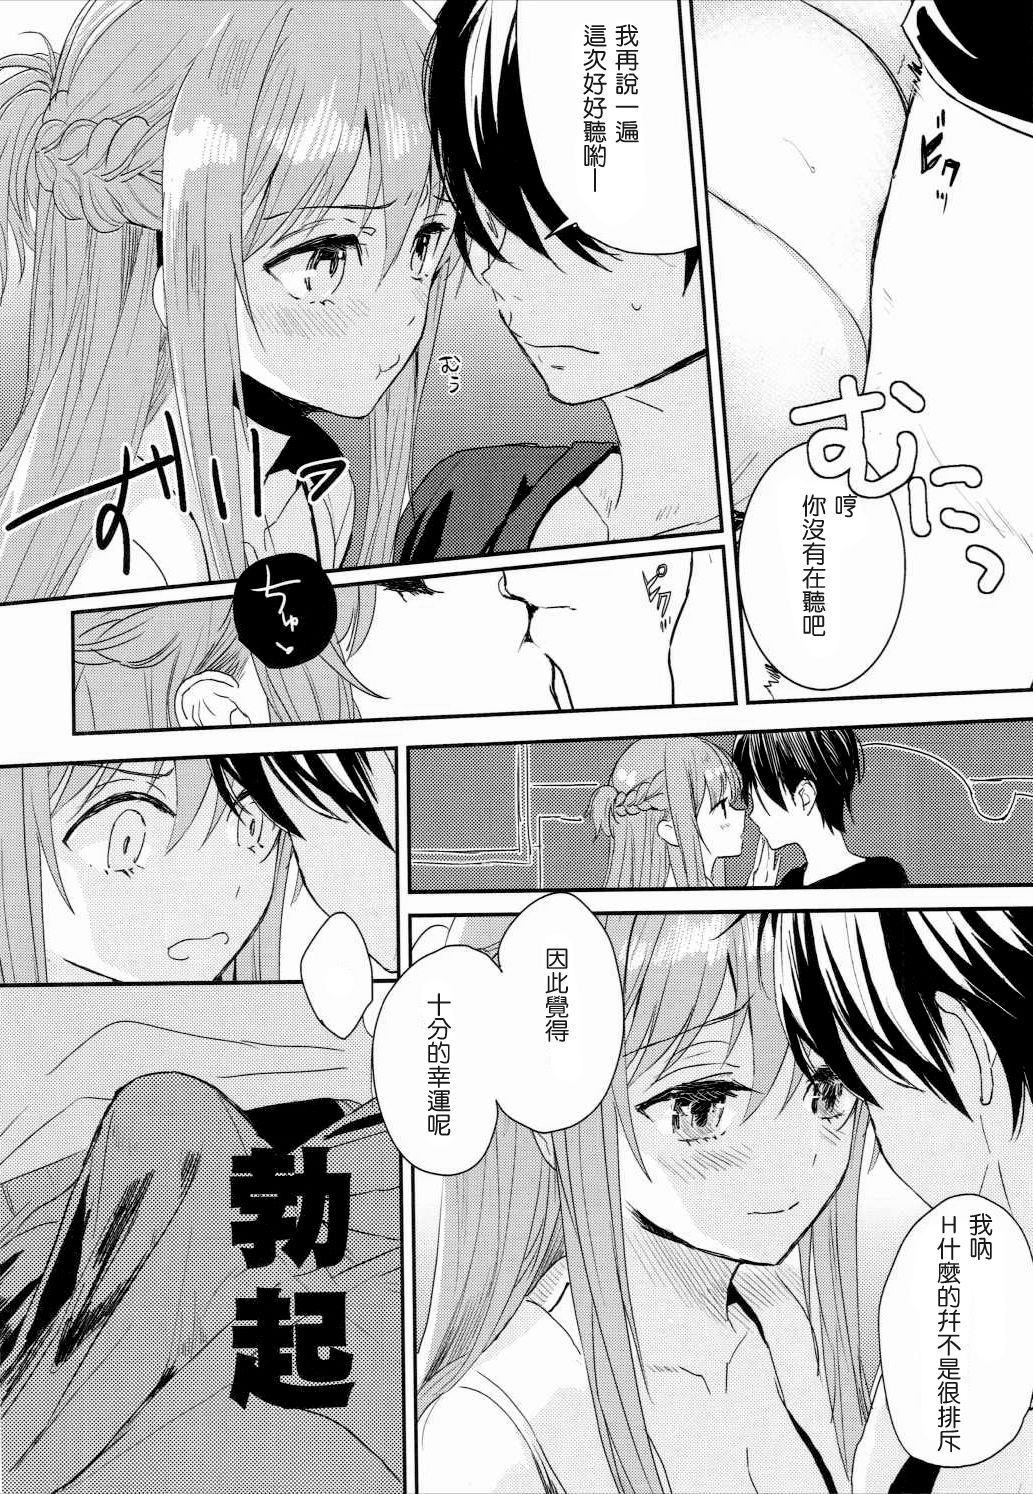 むにっ
ビクッ
哼
你沒有在聽吧
我再說一遍
這次好好聽喲—
むぅ
ずいっ
ピク
ちゅ
我吶
H什麼的幷不是很排斥
因此覺得
十分的幸運呢
勃起